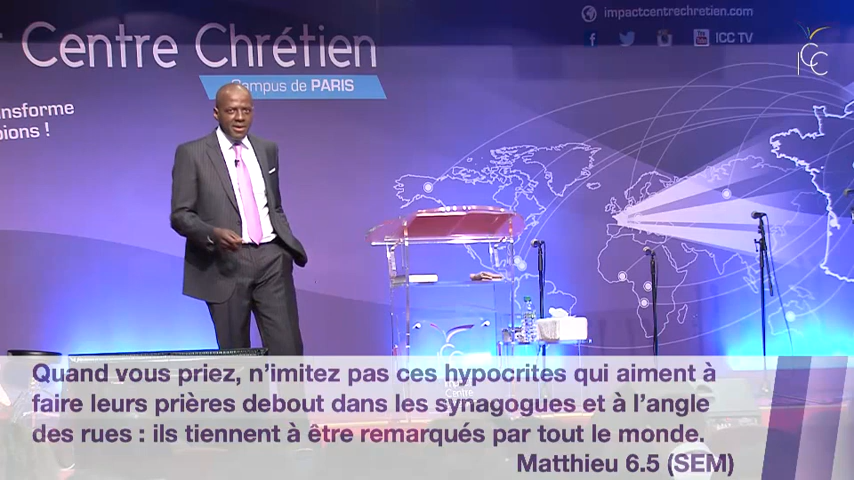 impactcentrechretien.com
Centre Chrétien
ICC TV
ICC
Campus de PARIS
nsforme
ions !
Centre
Quand vous priez, n’imitez pas ces hypocrites qui aiment à
faire leurs prières debout dans les synagogues et à l’angle
des rues : ils tiennent à être remarqués par tout le monde.
Matthieu 6.5 (SEM)